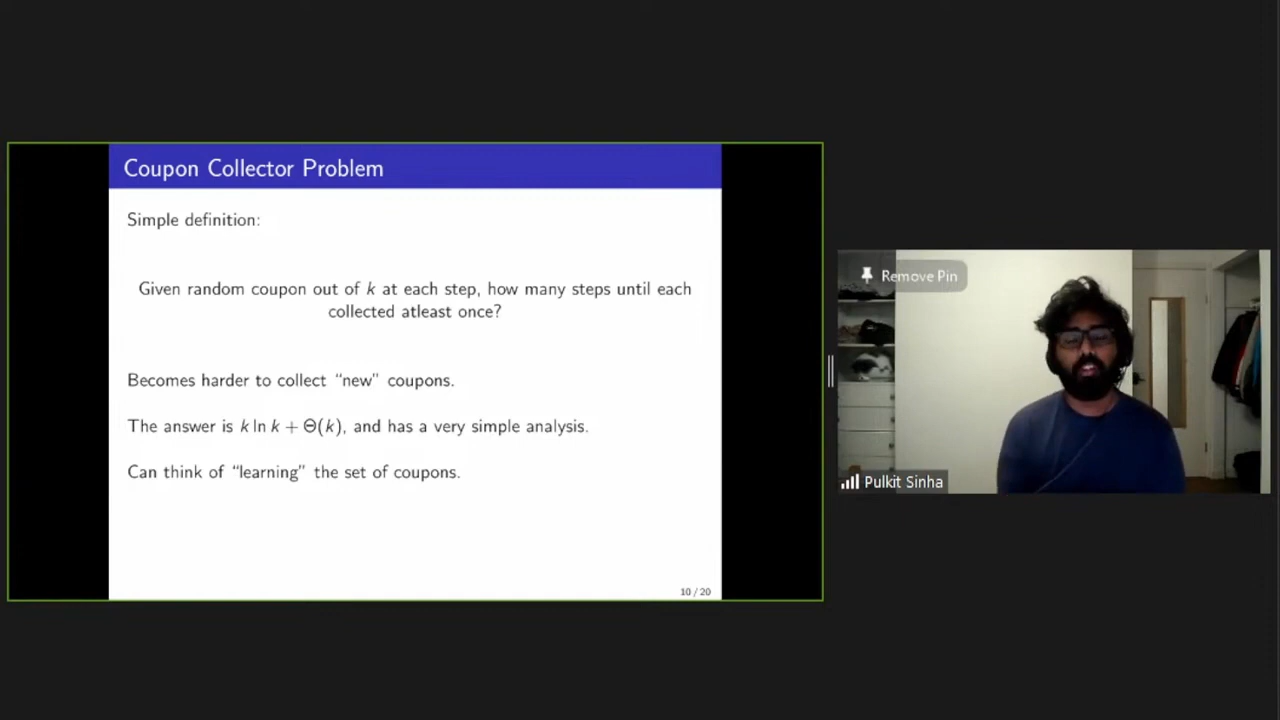 Coupon Collector Problem
Simple definition:
Given random coupon out of k at each step, how many steps until each
collected atleast once?
Becomes harder to collect “new” coupons.
The answer is k ln k + Θ(k), and has a very simple analysis.
Can think of “learning” the set of coupons.
10 / 20
Remove Pin
Pulkit Sinha